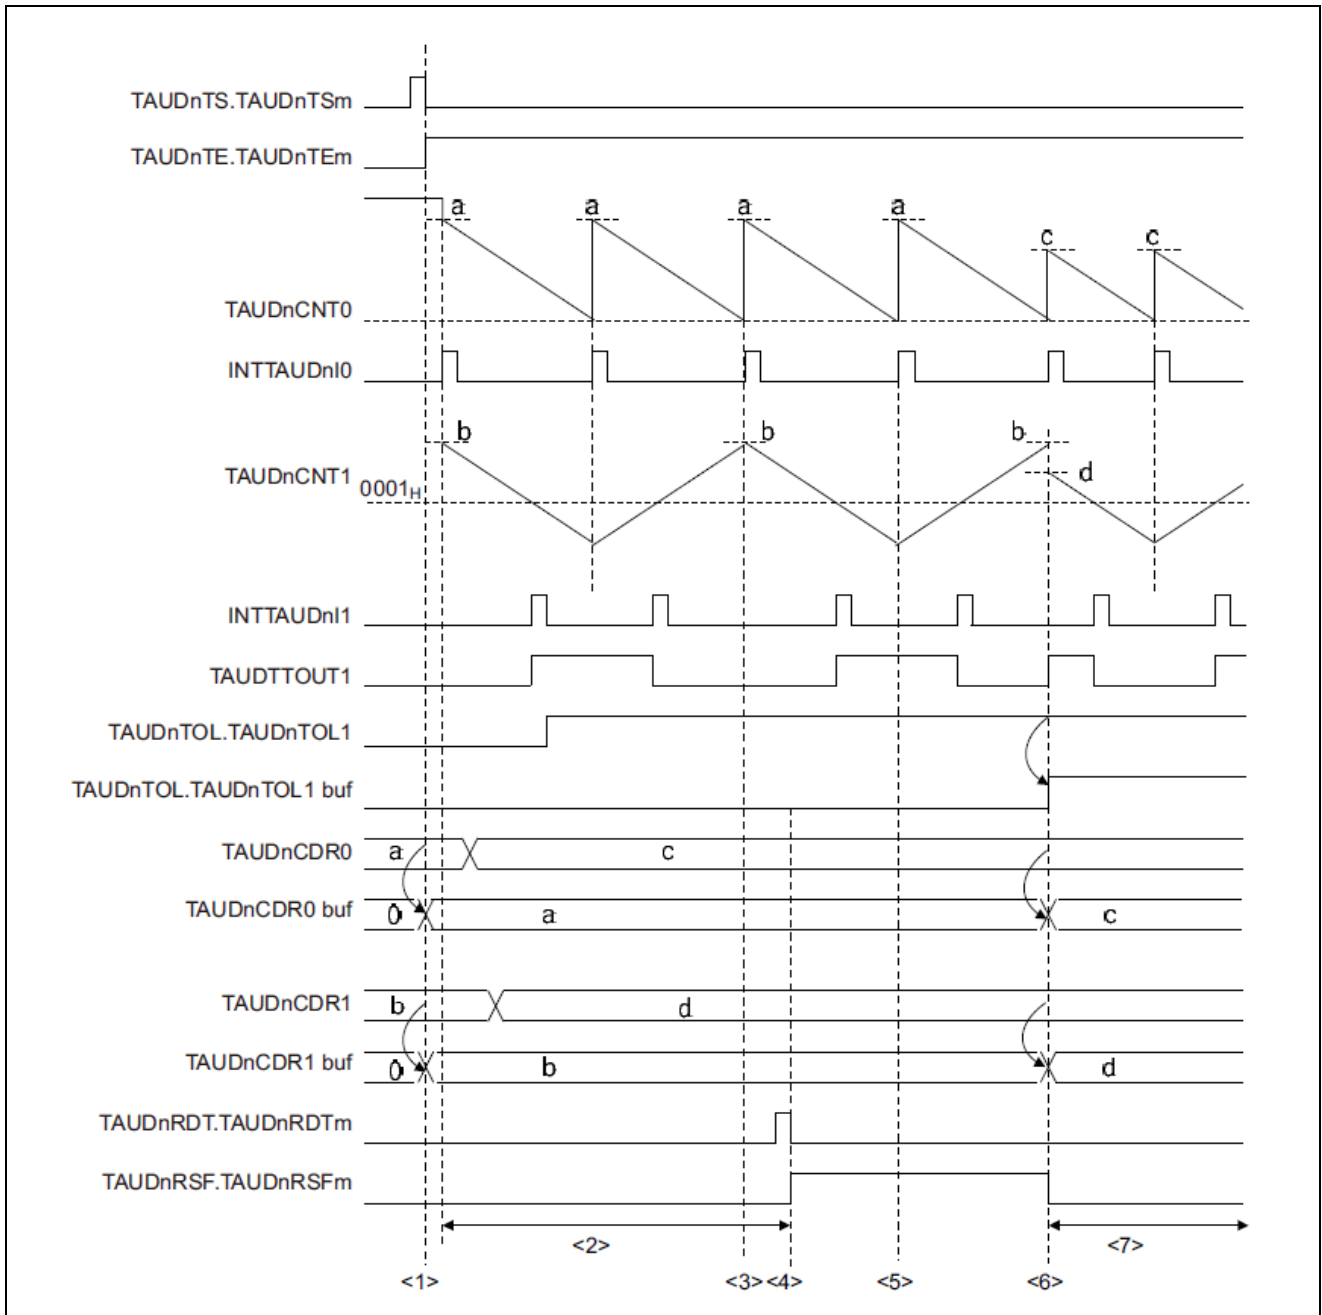 TAUDnTS.TAUDnTSm
TAUDnTE.TAUDnTEm
a a a a
c c
TAUDnCNT0
INTTAUDnI0
b b b
d
TAUDnCNT1
0001H
INTTAUDnI1
TAUDTTOUT1
TAUDnTOL.TAUDnTOL1
TAUDnTOL.TAUDnTOL1 buf
TAUDnCDR0 a c
TAUDnCDR0 buf 0 a c
TAUDnCDR1 b d
TAUDnCDR1 buf 0 b d
TAUDnRDT.TAUDnRDTm
TAUDnRSF.TAUDnRSFm
<2> <7>
<1> <3> <4> <5> <6>